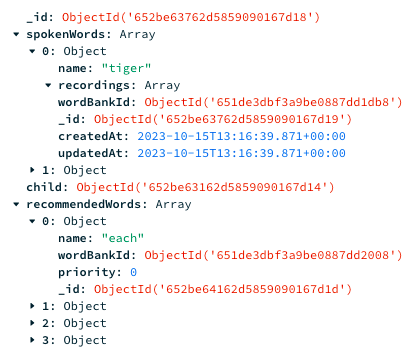 _id: ObjectId('652be63762d5859090167d18')
spokenWords: Array
0: Object
name: "tiger"
recordings: Array
wordBankId: ObjectId('651de3dbf3a9be0887dd1db8')
_id: ObjectId('652be63762d5859090167d19')
createdAt: 2023-10-15T13:16:39.871+00:00
updatedAt: 2023-10-15T13:16:39.871+00:00
1: Object
child: ObjectId('652be63162d5859090167d14')
recommendedWords: Array
0: Object
name: "each"
wordBankId: ObjectId('651de3dbf3a9be0887dd2008')
priority: 0
_id: ObjectId('652be64162d5859090167d1d')
1: Object
2: Object
3: Object